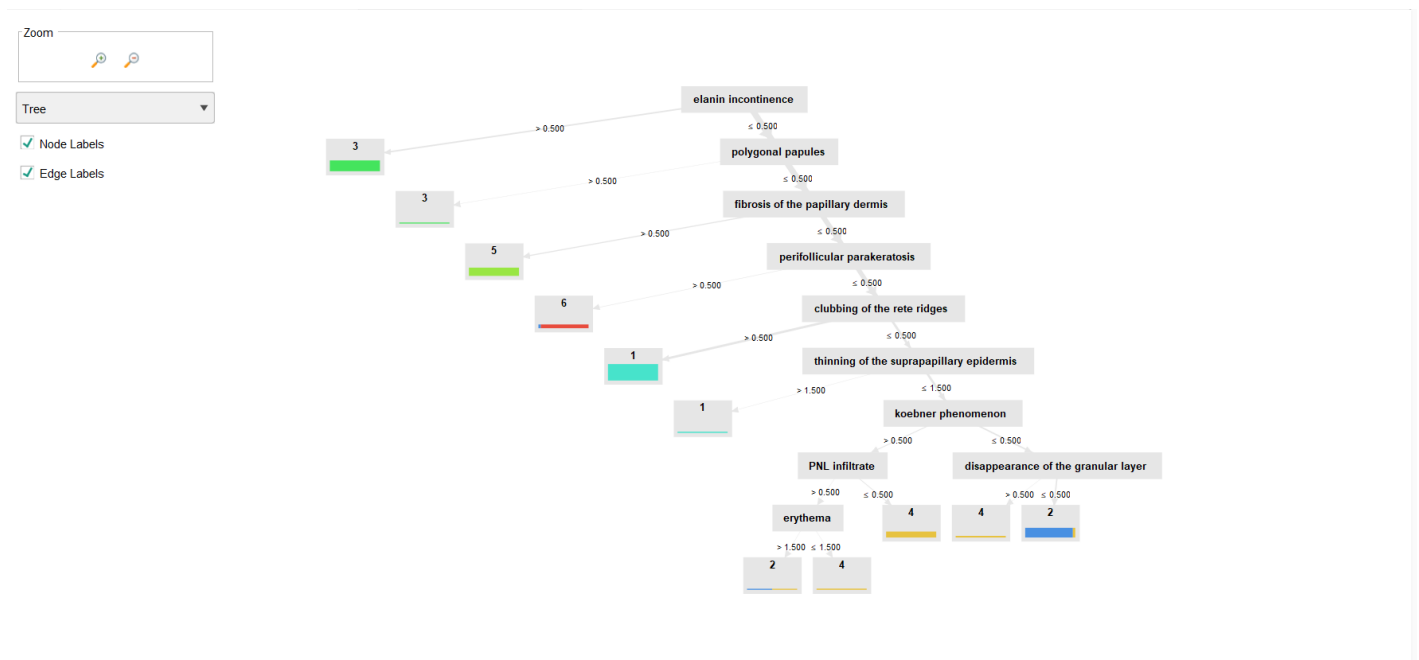 Zoom
Tree
Node Labels
Edge Labels
elanin incontinence
> 0.500
≤ 0.500
3
polygonal papules
> 0.500
≤ 0.500
3
fibrosis of the papillary dermis
> 0.500
≤ 0.500
5
perifollicular parakeratosis
> 0.500
≤ 0.500
6
clubbing of the rete ridges
> 0.500
≤ 0.500
1
thinning of the suprapapillary epidermis
> 1.500
≤ 1.500
1
koebner phenomenon
> 0.500
≤ 0.500
PNL infiltrate
disappearance of the granular layer
> 0.500
≤ 0.500
> 0.500
≤ 0.500
erythema
4
4
2
> 1.500
≤ 1.500
2
4